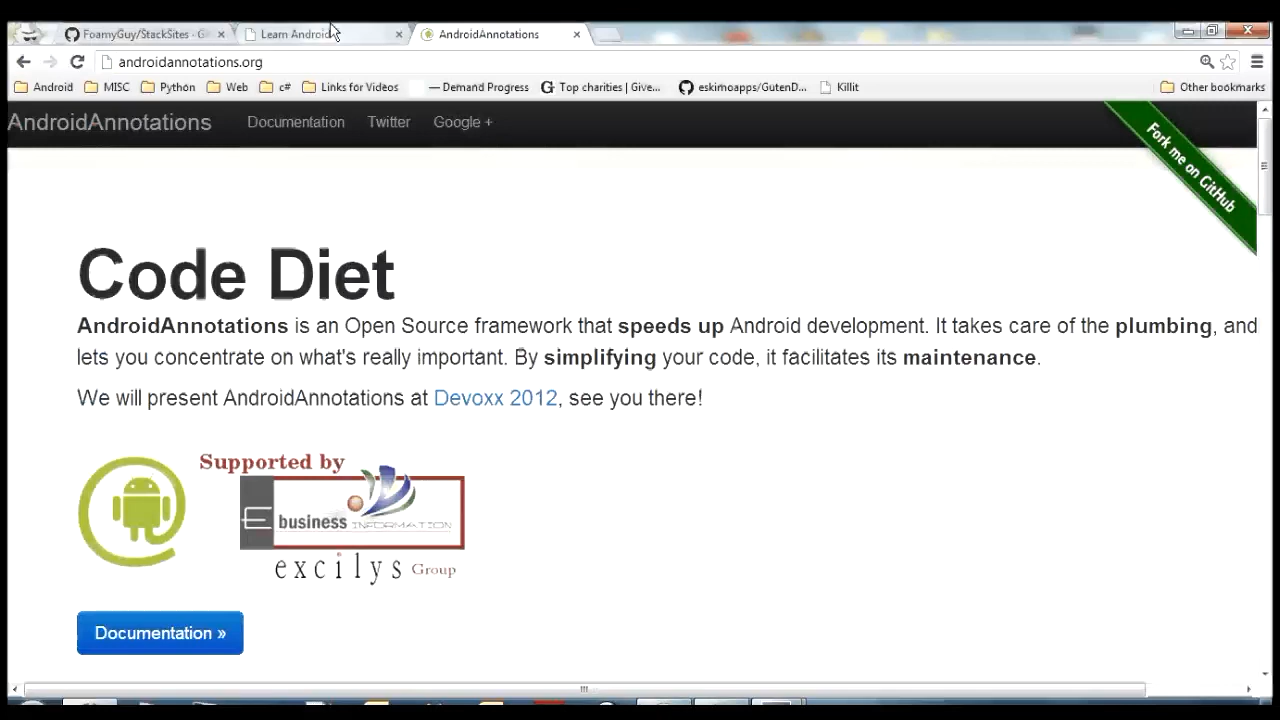 FoamyGuy/StackSites · G
Learn Android
AndroidAnnotations
androidannotations.org
Android
MISC
Python
Web
c#
Links for Videos
— Demand Progress
Top charities | Give...
eskimoapps/GutenD...
Killit
Other bookmarks
AndroidAnnotations
Documentation
Twitter
Google +
Fork me on GitHub
Code Diet
AndroidAnnotations is an Open Source framework that speeds up Android development. It takes care of the plumbing, and
lets you concentrate on what's really important. By simplifying your code, it facilitates its maintenance.
We will present AndroidAnnotations at Devoxx 2012, see you there!
Supported by
E business INFORMATION
excilys Group
Documentation »